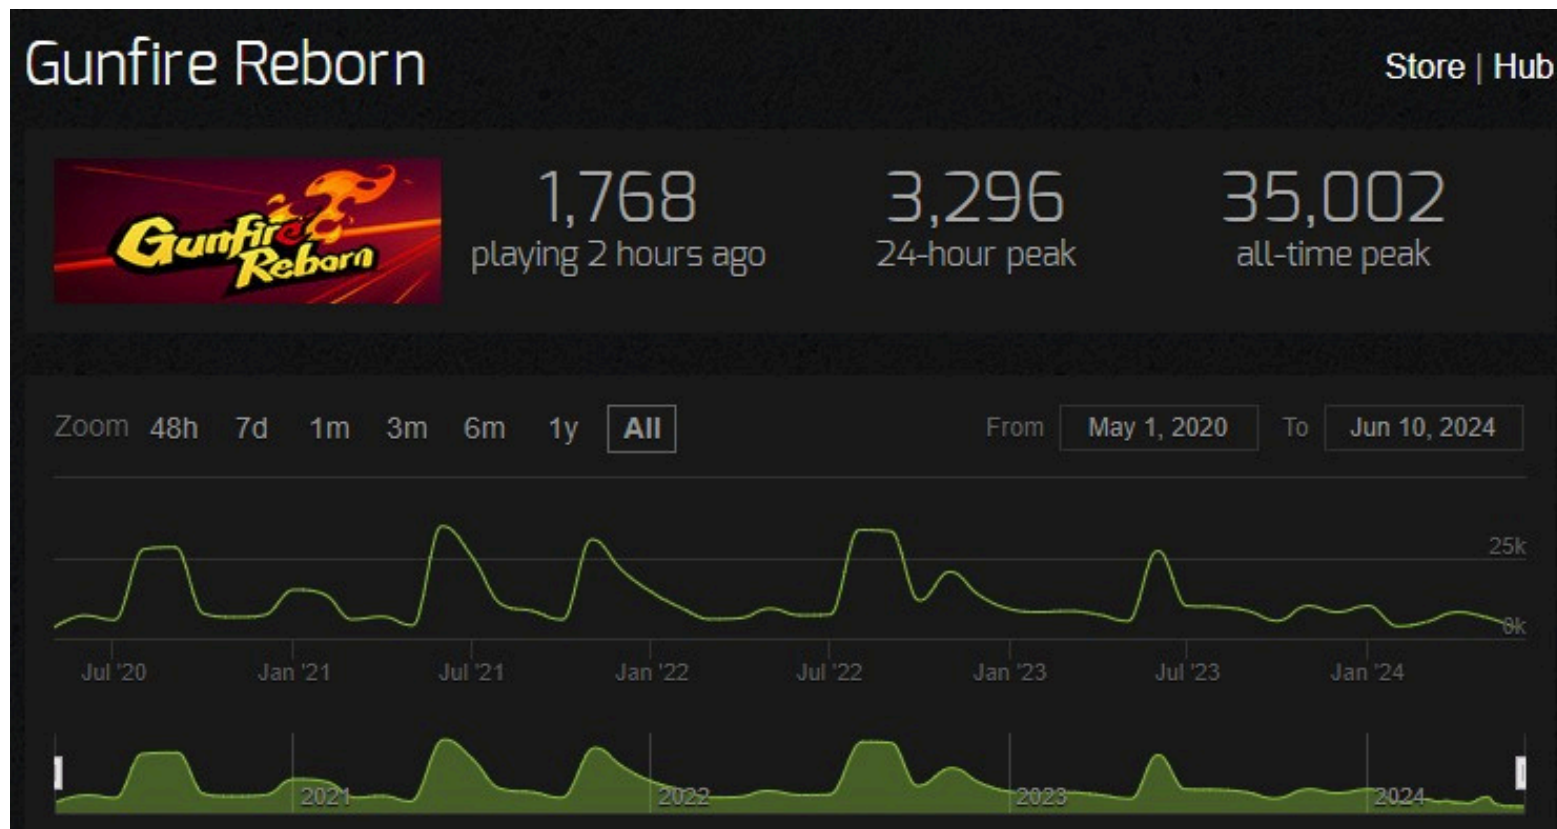 Gunfire Reborn
Store | Hub
Gunfire
Reborn
1,768
playing 2 hours ago
3,296
24-hour peak
35,002
all-time peak
Zoom 48h 7d 1m 3m 6m 1y All
From May 1, 2020 To Jun 10, 2024
25k
0k
Jul '20 Jan '21 Jul '21 Jan '22 Jul '22 Jan '23 Jul '23 Jan '24
2021 2022 2023 2024